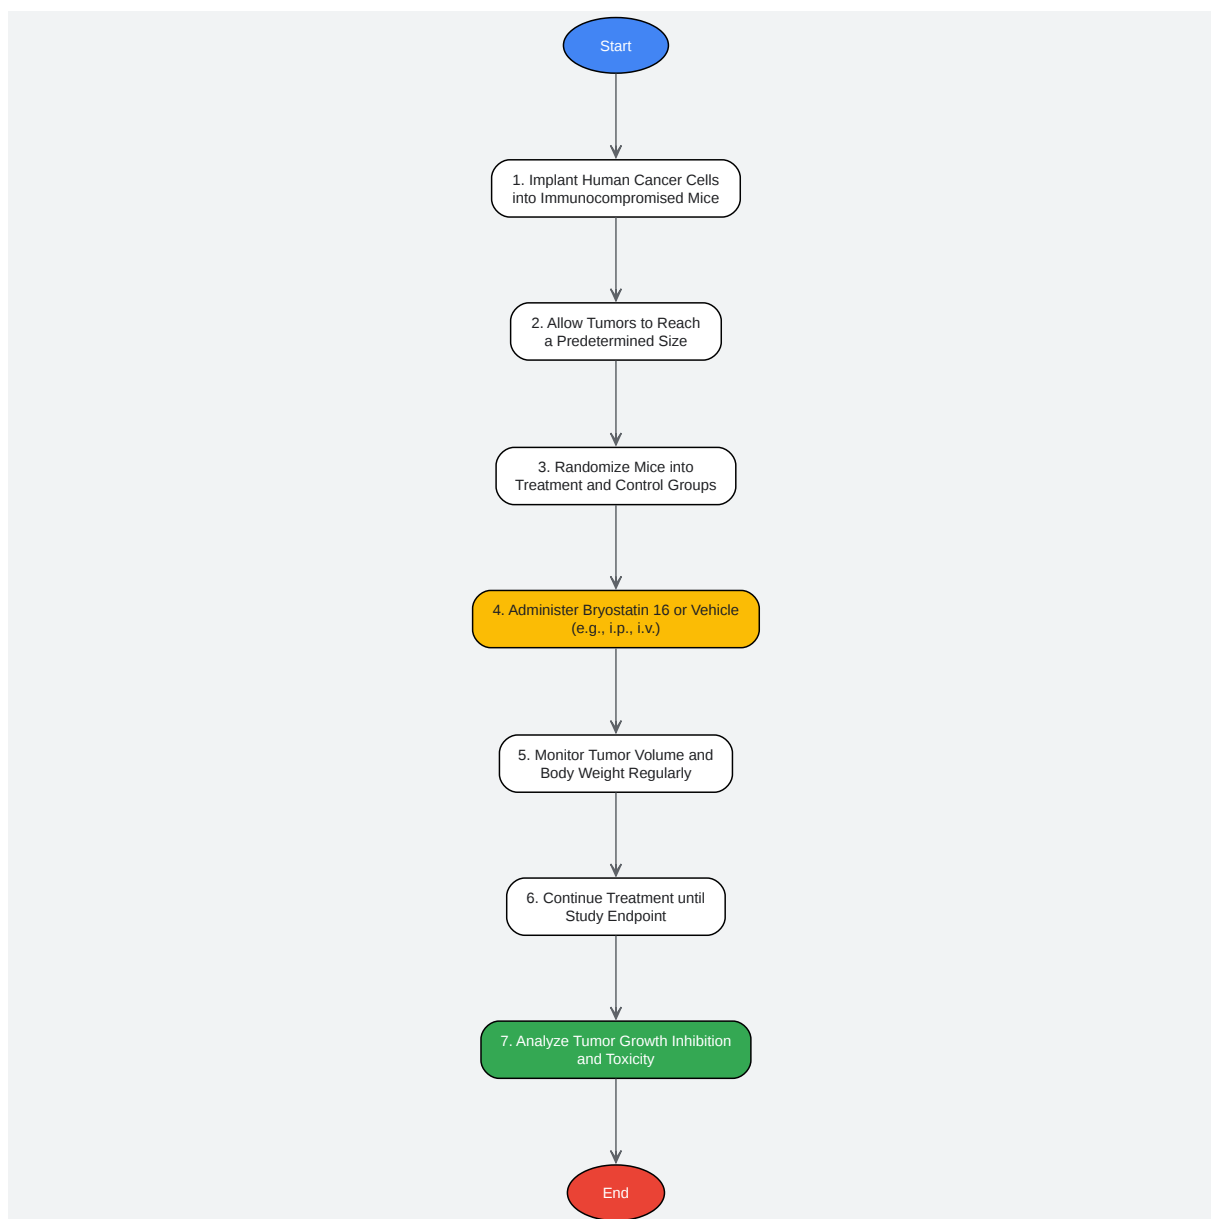 Start
1. Implant Human Cancer Cells
into Immunocompromised Mice
2. Allow Tumors to Reach
a Predetermined Size
3. Randomize Mice into
Treatment and Control Groups
4. Administer Bryostatin 16 or Vehicle
(e.g., i.p., i.v.)
5. Monitor Tumor Volume and
Body Weight Regularly
6. Continue Treatment until
Study Endpoint
7. Analyze Tumor Growth Inhibition
and Toxicity
End